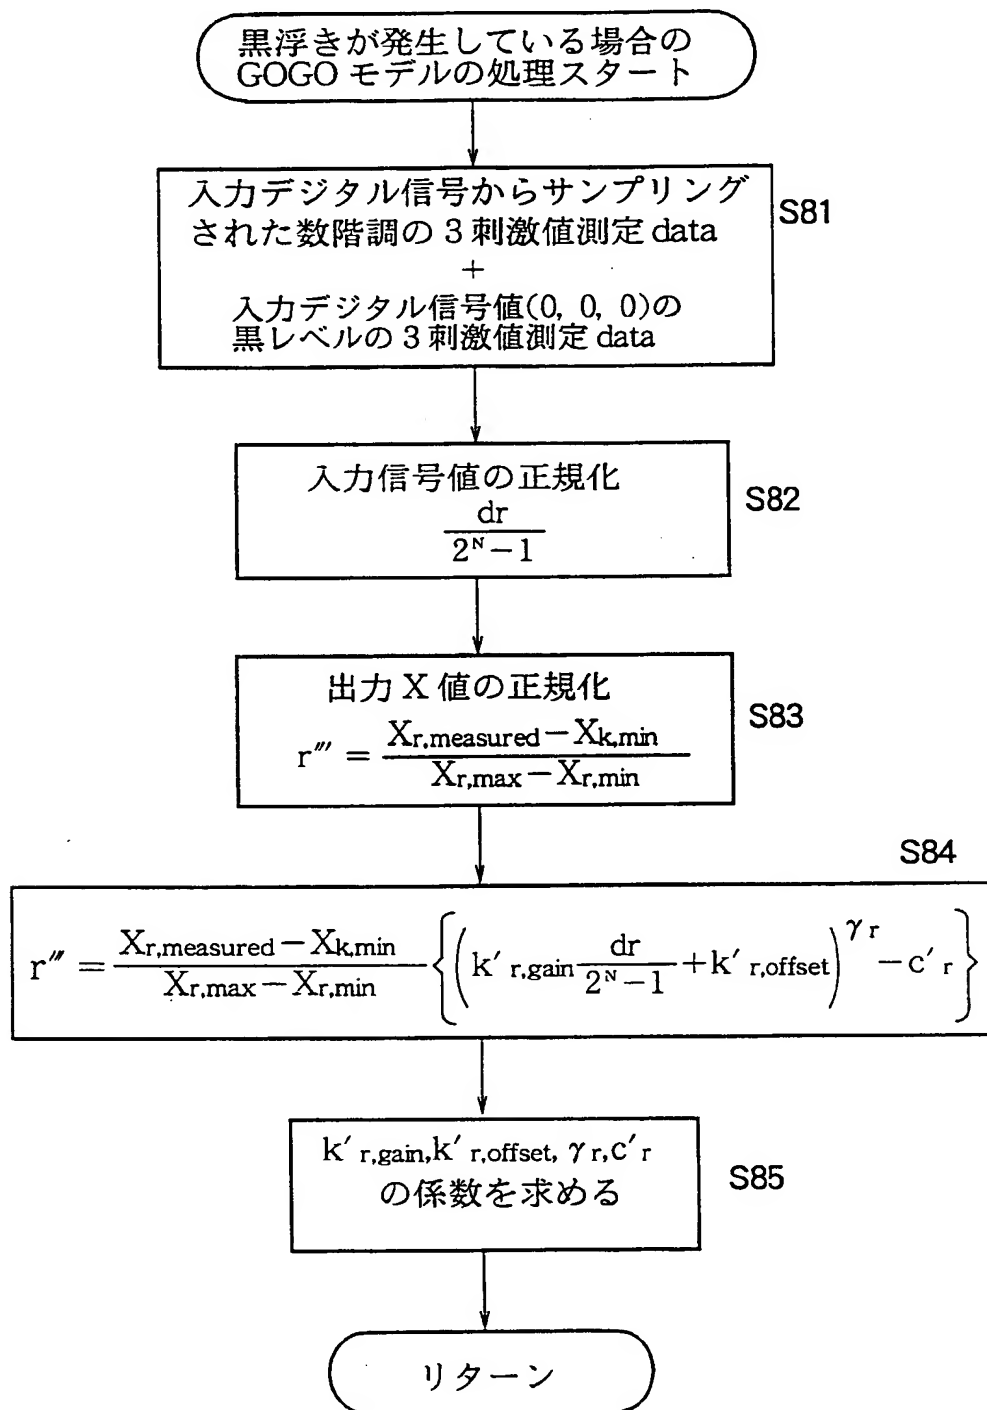 黒浮きが発生している場合の
GOGO モデルの処理スタート
入力デジタル信号からサンプリング
された数階調の3刺激値測定 data
+
入力デジタル信号値(0, 0, 0)の
黒レベルの3刺激値測定 data
S81
入力信号値の正規化
dr/(2^N−1)
S82
出力 X 値の正規化
r‴ = (Xr,measured−Xk,min)/(Xr,max−Xr,min)
S83
S84
r‴ = (Xr,measured−Xk,min)/(Xr,max−Xr,min) {(k′r,gain dr/(2^N−1) + k′r,offset)^γr − c′r}
k′r,gain,k′r,offset, γr,c′r
の係数を求める
S85
リターン